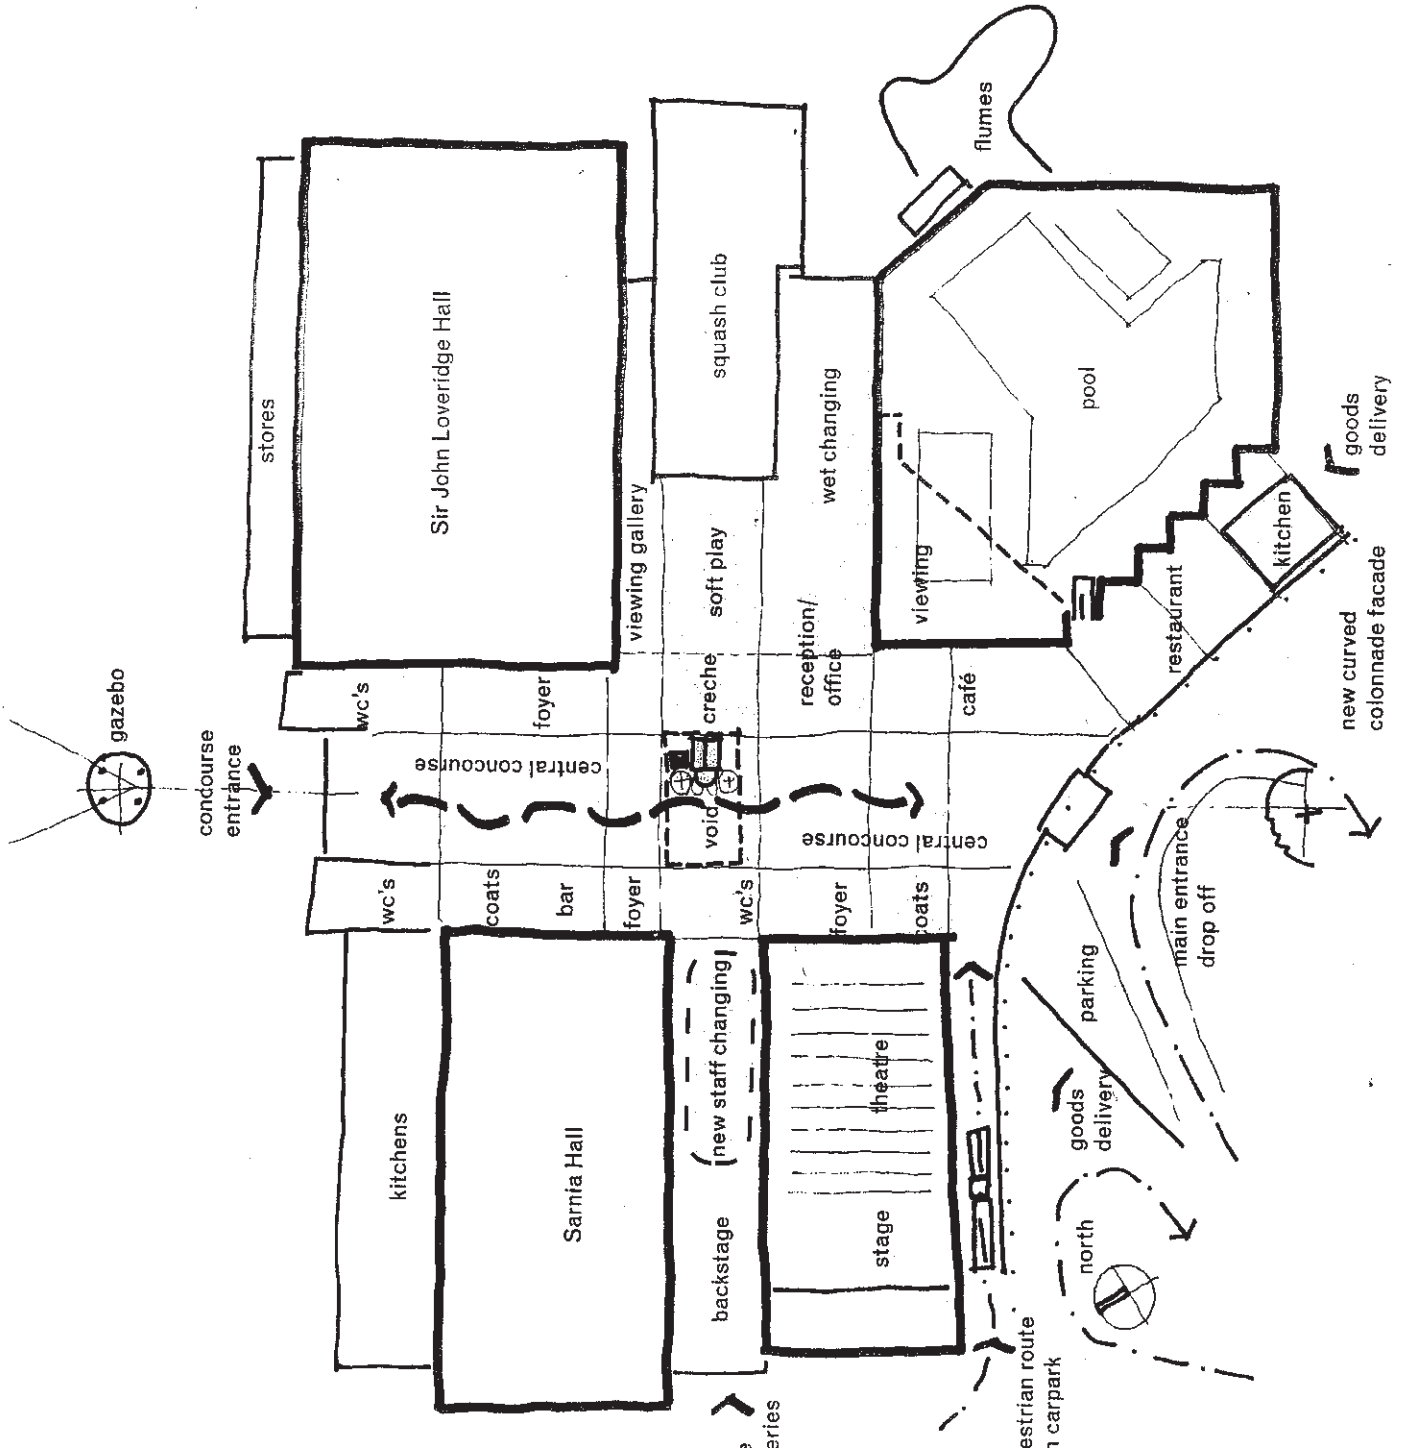 gazebo
concourse
entrance
stores
wc's
wc's
kitchens
Sir John Loveridge Hall
central concourse
coats
foyer
bar
Sarnia Hall
viewing gallery
foyer
squash club
soft play
creche
void
wc's
new staff changing
backstage
wet changing
reception/
office
central concourse
foyer
theatre
stage
viewing
café
coats
flumes
pool
restaurant
kitchen
goods
delivery
new curved
colonnade facade
main entrance
drop off
parking
goods
delivery
north
estrian route
n carpark
e
eries